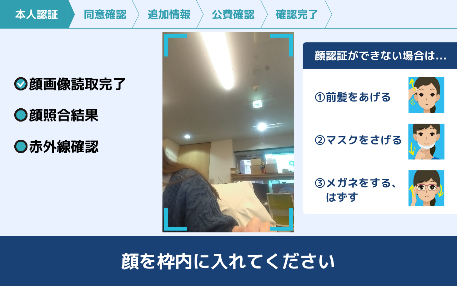 本人認証
同意確認
追加情報
公費確認
確認完了
顔画像読取完了
顔照合結果
赤外線確認
顔認証ができない場合は...
①前髪をあげる
②マスクをさげる
③メガネをする、
はずす
顔を枠内に入れてください